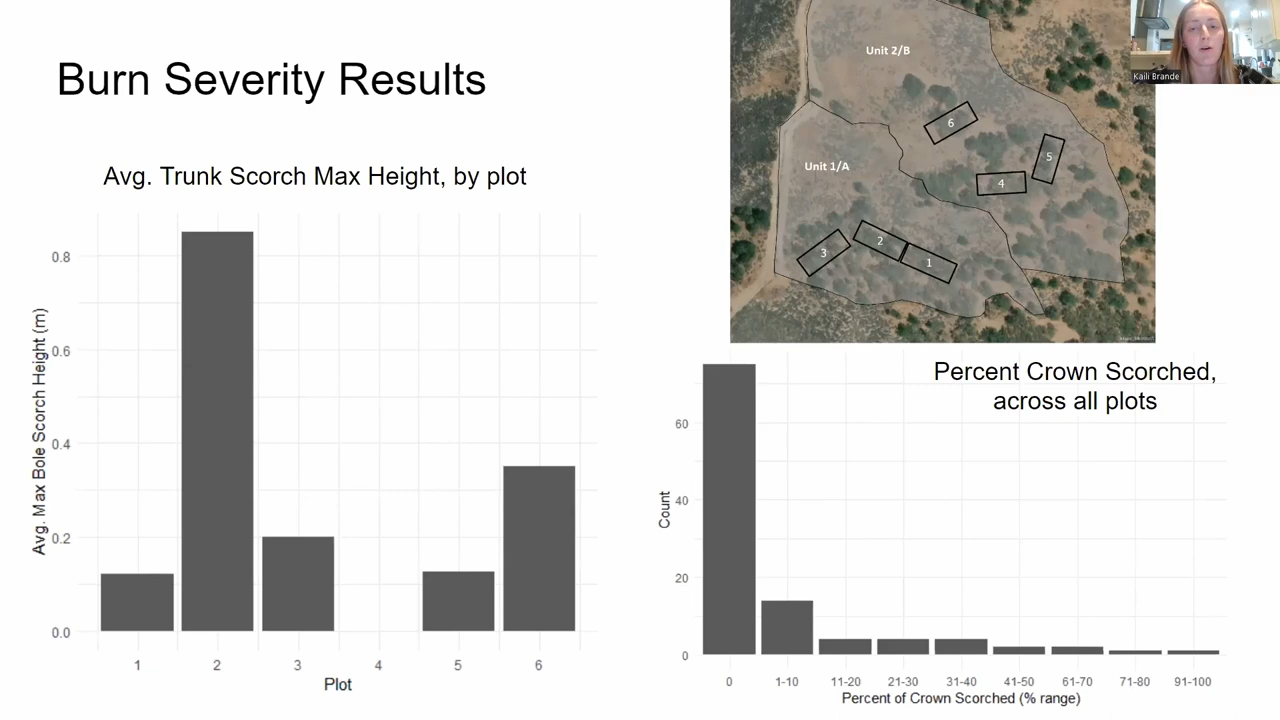 Burn Severity Results
Avg. Trunk Scorch Max Height, by plot
Avg. Max Bole Scorch Height (m)
0.8
0.6
0.4
0.2
0.0
1 2 3 4 5 6
Plot
Unit 2/B
Unit 1/A
6
5
4
3
2
1
Kaili Brande
Percent Crown Scorched,
across all plots
Count
60
40
20
0
0 1-10 11-20 21-30 31-40 41-50 61-70 71-80 91-100
Percent of Crown Scorched (% range)